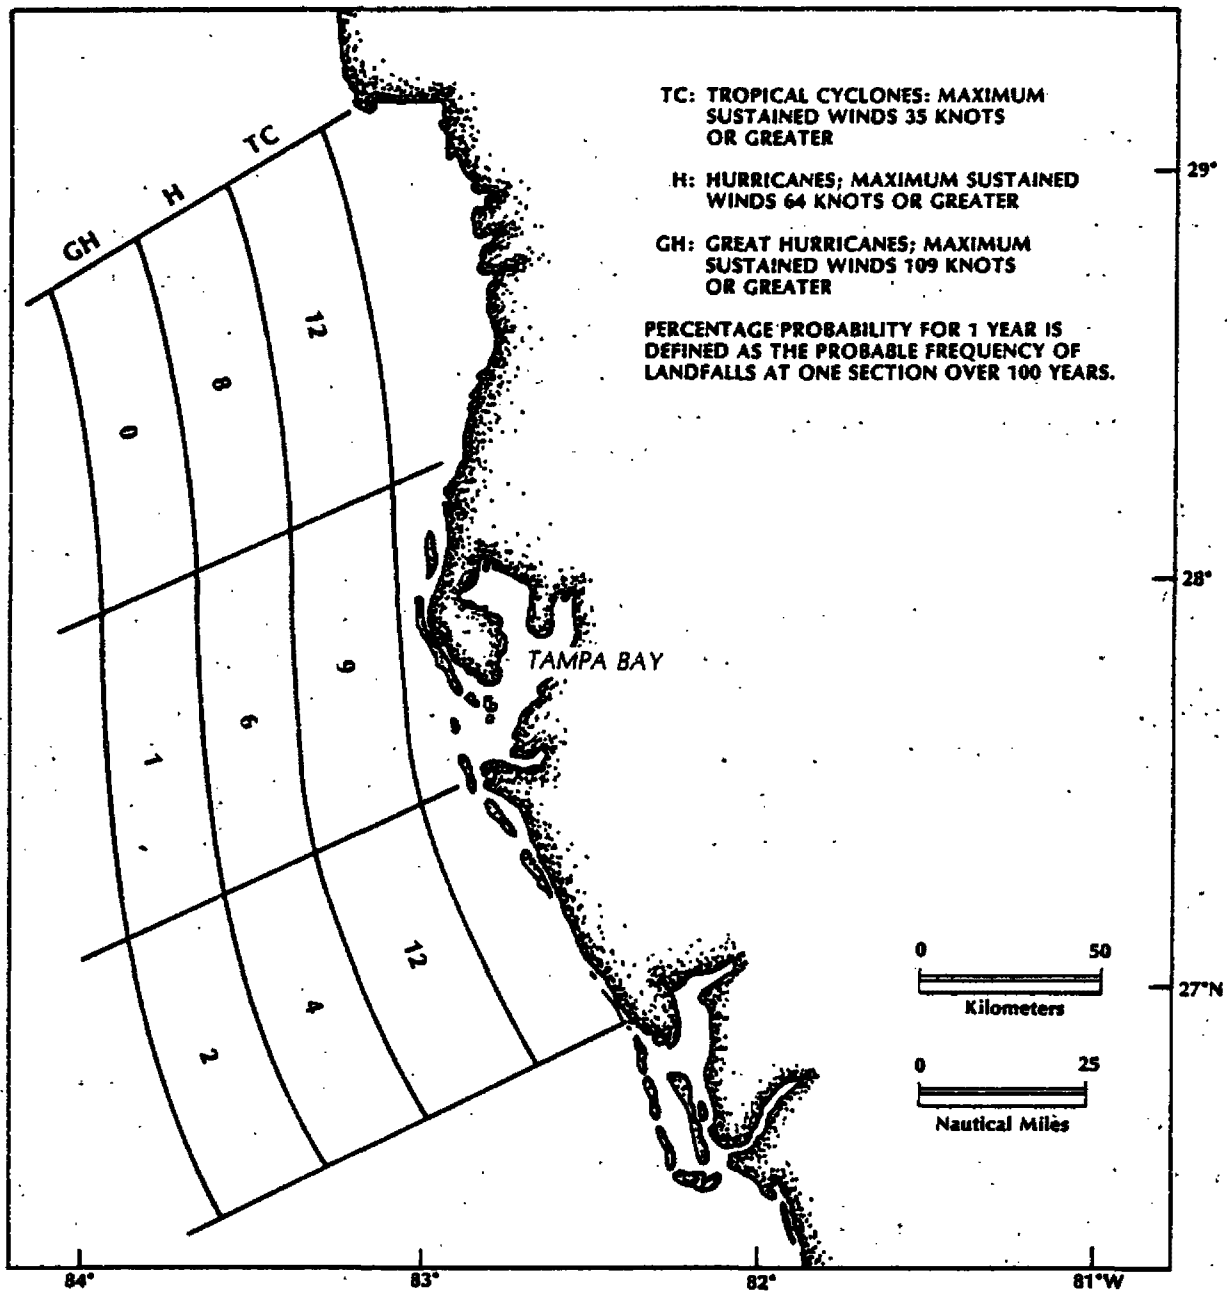 TC: TROPICAL CYCLONES: MAXIMUM
SUSTAINED WINDS 35 KNOTS
OR GREATER
H: HURRICANES; MAXIMUM SUSTAINED
WINDS 64 KNOTS OR GREATER
GH: GREAT HURRICANES; MAXIMUM
SUSTAINED WINDS 109 KNOTS
OR GREATER
PERCENTAGE PROBABILITY FOR 1 YEAR IS
DEFINED AS THE PROBABLE FREQUENCY OF
LANDFALLS AT ONE SECTION OVER 100 YEARS.
GH H TC
0 8 12
1 6 9
2 4 12
TAMPA BAY
29°
28°
27°N
0 50
Kilometers
0 25
Nautical Miles
84° 83° 82° 81°W